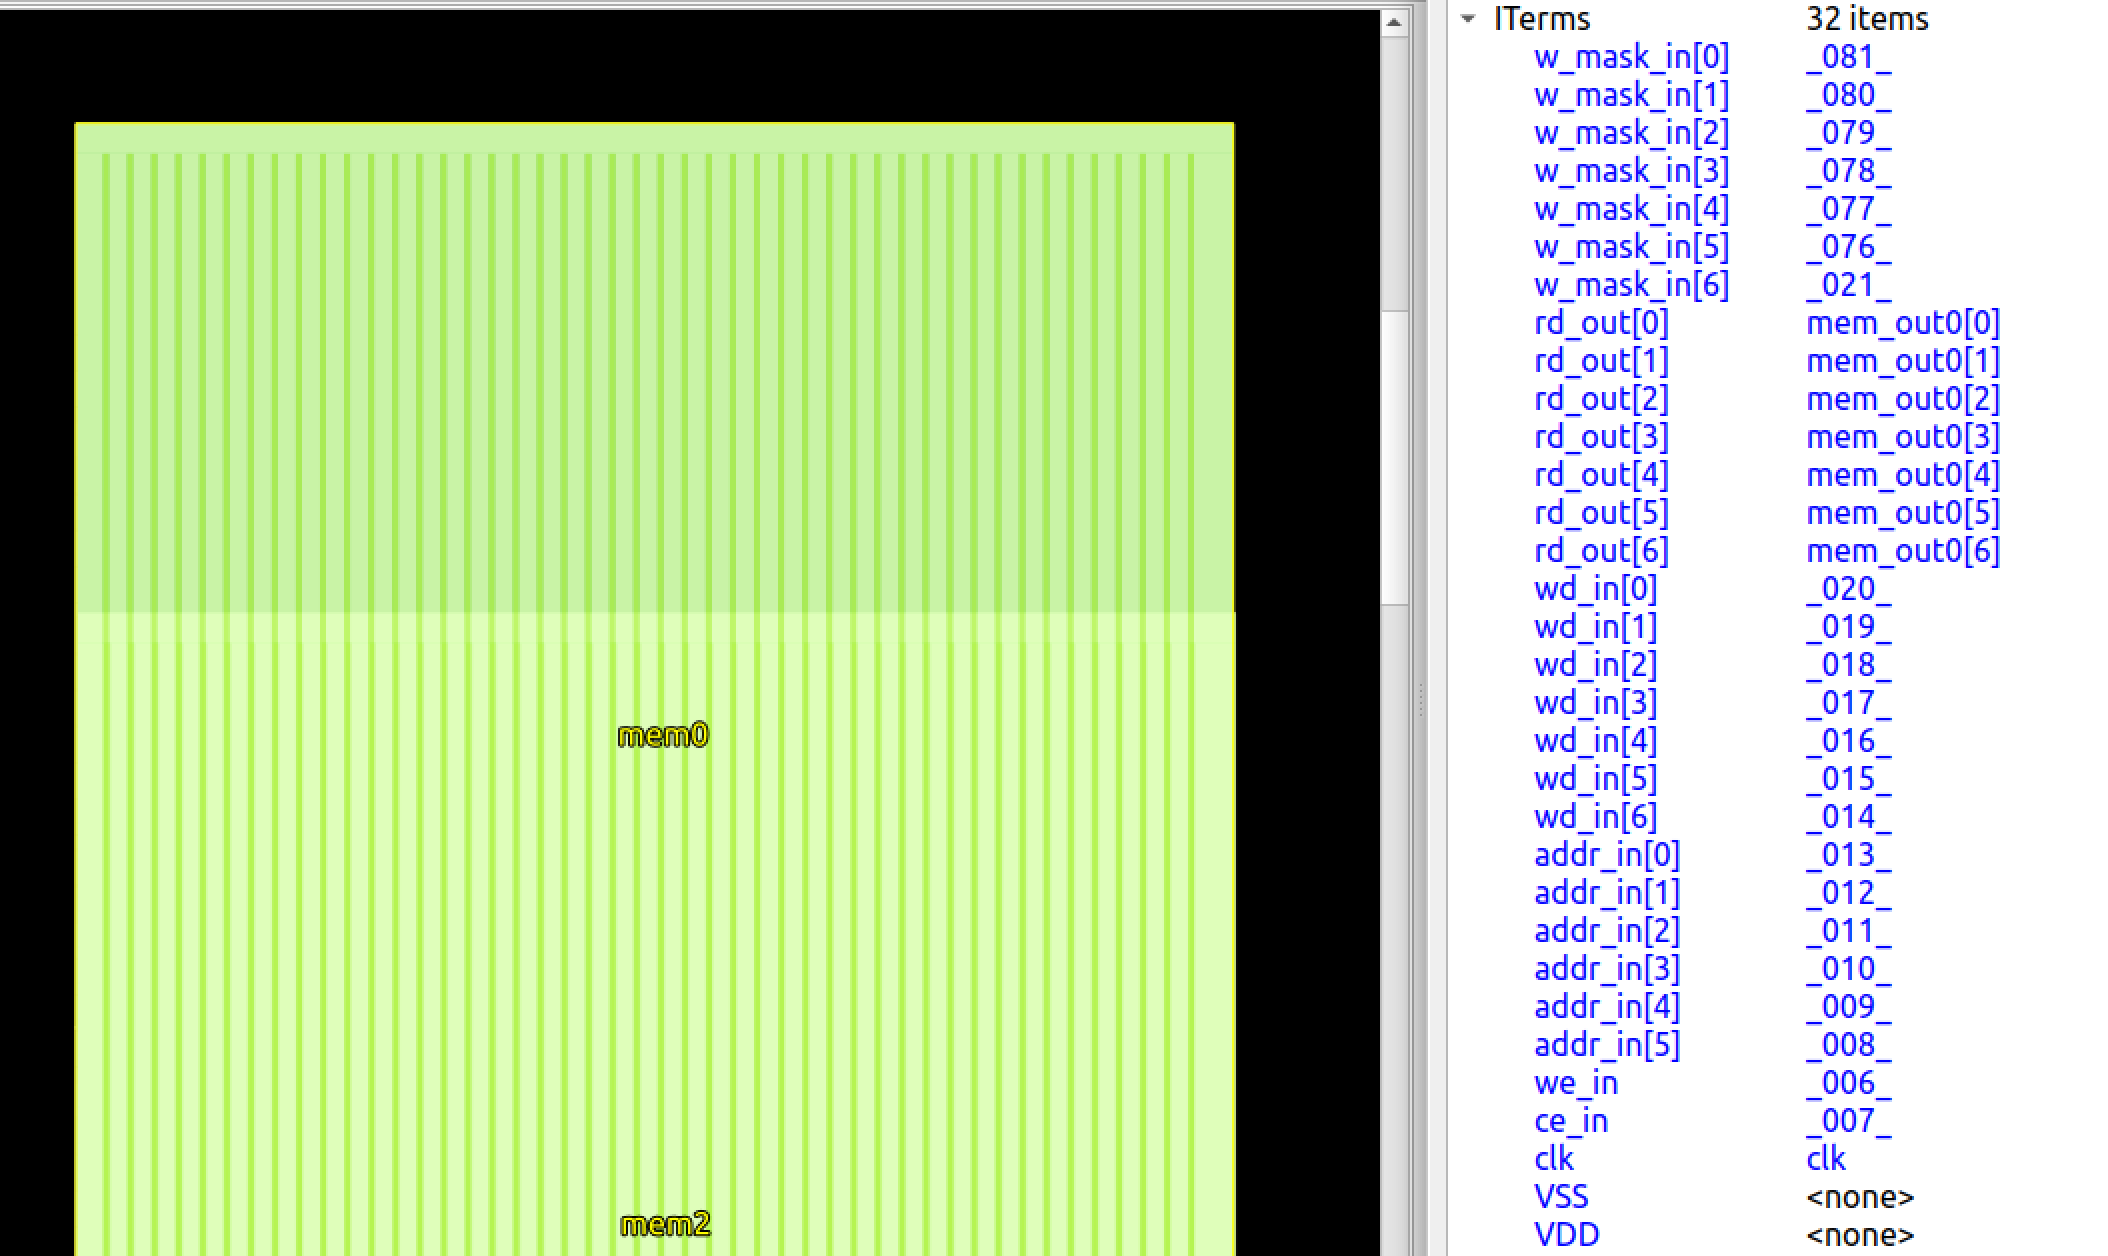 mem0
mem2
ITerms 32 items
w_mask_in[0] _081_
w_mask_in[1] _080_
w_mask_in[2] _079_
w_mask_in[3] _078_
w_mask_in[4] _077_
w_mask_in[5] _076_
w_mask_in[6] _021_
rd_out[0] mem_out0[0]
rd_out[1] mem_out0[1]
rd_out[2] mem_out0[2]
rd_out[3] mem_out0[3]
rd_out[4] mem_out0[4]
rd_out[5] mem_out0[5]
rd_out[6] mem_out0[6]
wd_in[0] _020_
wd_in[1] _019_
wd_in[2] _018_
wd_in[3] _017_
wd_in[4] _016_
wd_in[5] _015_
wd_in[6] _014_
addr_in[0] _013_
addr_in[1] _012_
addr_in[2] _011_
addr_in[3] _010_
addr_in[4] _009_
addr_in[5] _008_
we_in _006_
ce_in _007_
clk clk
VSS <none>
VDD <none>